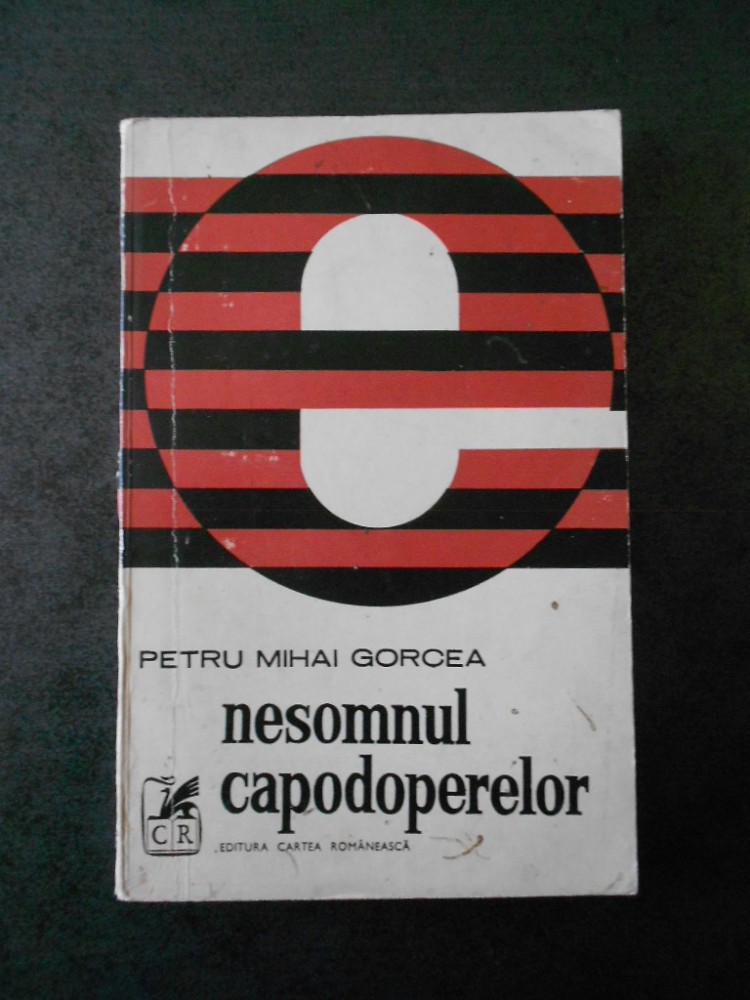 PETRU MIHAI GORCEA
nesomnul
capodoperelor
CR
EDITURA CARTEA ROMÂNEASCĂ